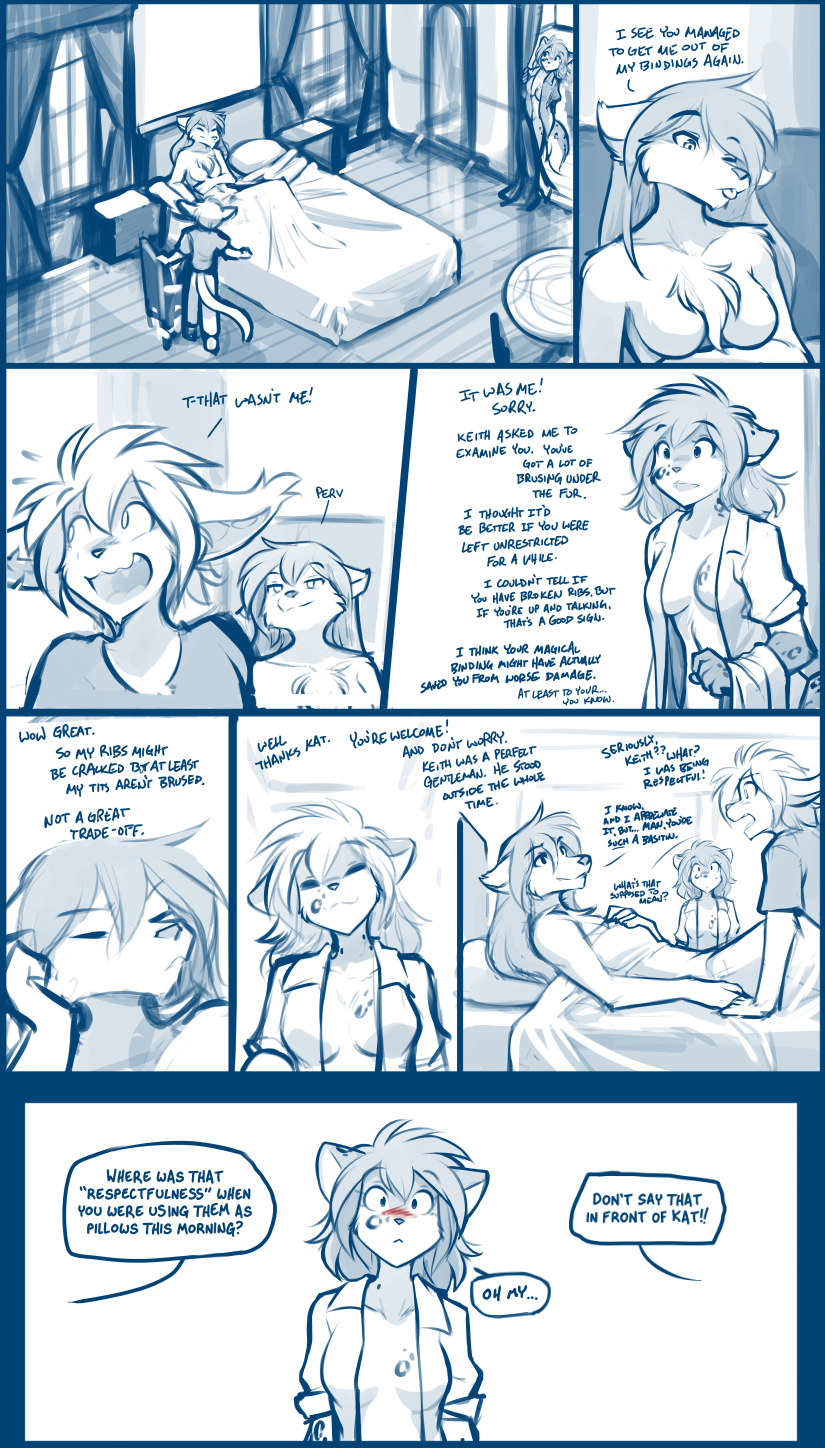 I SEE YOU MANAGED
TO GET ME OUT OF
MY BINDINGS AGAIN.
T-THAT WASN'T ME!
PERV
IT WAS ME!
SORRY.
KEITH ASKED ME TO
EXAMINE YOU. YOU'VE
GOT A LOT OF
BRUSING UNDER
THE FUR.
I THOUGHT IT'D
BE BETTER IF YOU WERE
LEFT UNRESTRICTED
FOR A WHILE.
I COULDN'T TELL IF
YOU HAVE BROKEN RIBS, BUT
IF YOU'RE UP AND TALKING,
THAT'S A GOOD SIGN.
I THINK YOUR MAGICAL
BINDING MIGHT HAVE ACTUALLY
SAVED YOU FROM WORSE DAMAGE.
AT LEAST TO YOUR...
YOU KNOW.
WOW GREAT.
SO MY RIBS MIGHT
BE CRACKED BUT AT LEAST
MY TITS AREN'T BRUSED.
NOT A GREAT
TRADE-OFF.
WELL
THANKS KAT.
YOU'RE WELCOME!
AND DON'T WORRY.
KEITH WAS A PERFECT
GENTLEMAN. HE STOOD
OUTSIDE THE WHOLE
TIME.
SERIOUSLY,
KEITH??
WHAT?
I WAS BEING
RESPECTFUL!
I KNOW,
AND I APPRECIATE
IT, BUT... MAN, YOU'RE
SUCH A BASITIN.
WHAT'S THAT
SUPPOSED TO
MEAN?
WHERE WAS THAT
"RESPECTFULNESS" WHEN
YOU WERE USING THEM AS
PILLOWS THIS MORNING?
DON'T SAY THAT
IN FRONT OF KAT!!
OH MY...